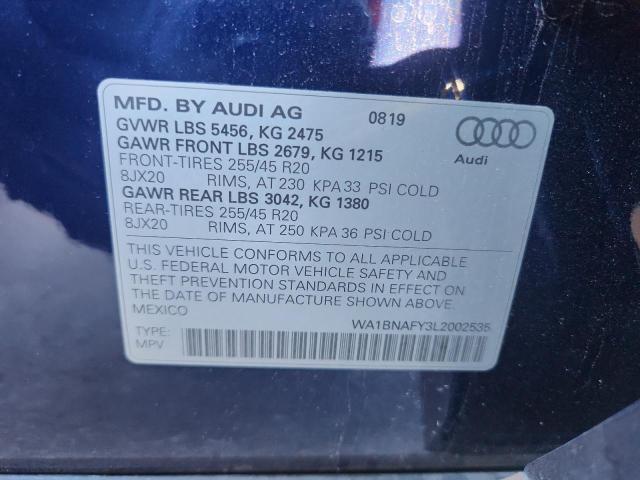 MFD. BY AUDI AG 0819
GVWR LBS 5456, KG 2475
GAWR FRONT LBS 2679, KG 1215
FRONT-TIRES 255/45 R20
8JX20 RIMS, AT 230 KPA 33 PSI COLD
GAWR REAR LBS 3042, KG 1380
REAR-TIRES 255/45 R20
8JX20 RIMS, AT 250 KPA 36 PSI COLD
Audi
THIS VEHICLE CONFORMS TO ALL APPLICABLE
U.S. FEDERAL MOTOR VEHICLE SAFETY AND
THEFT PREVENTION STANDARDS IN EFFECT ON
THE DATE OF MANUFACTURE SHOWN ABOVE.
MEXICO
WA1BNAFY3L2002535
TYPE:
MPV